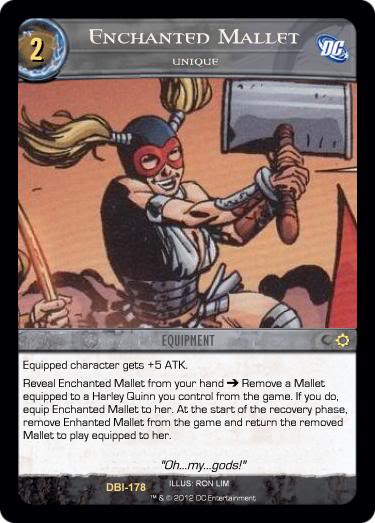 2
ENCHANTED MALLET
DC
UNIQUE
EQUIPMENT
Equipped character gets +5 ATK.
Reveal Enchanted Mallet from your hand ➔ Remove a Mallet
equipped to a Harley Quinn you control from the game. If you do,
equip Enchanted Mallet to her. At the start of the recovery phase,
remove Enhanted Mallet from the game and return the removed
Mallet to play equipped to her.
"Oh...my...gods!"
DBI-178
ILLUS: RON LIM
™ & © 2012 DC Entertainment